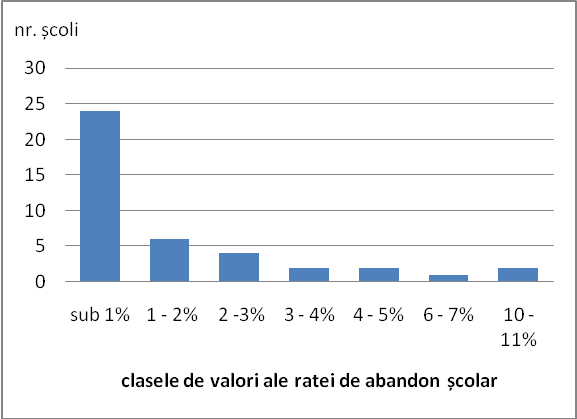 nr. școli
30
25
20
15
10
5
0
sub 1% 1 - 2% 2 -3% 3 - 4% 4 - 5% 6 - 7% 10 -
11%
clasele de valori ale ratei de abandon școlar